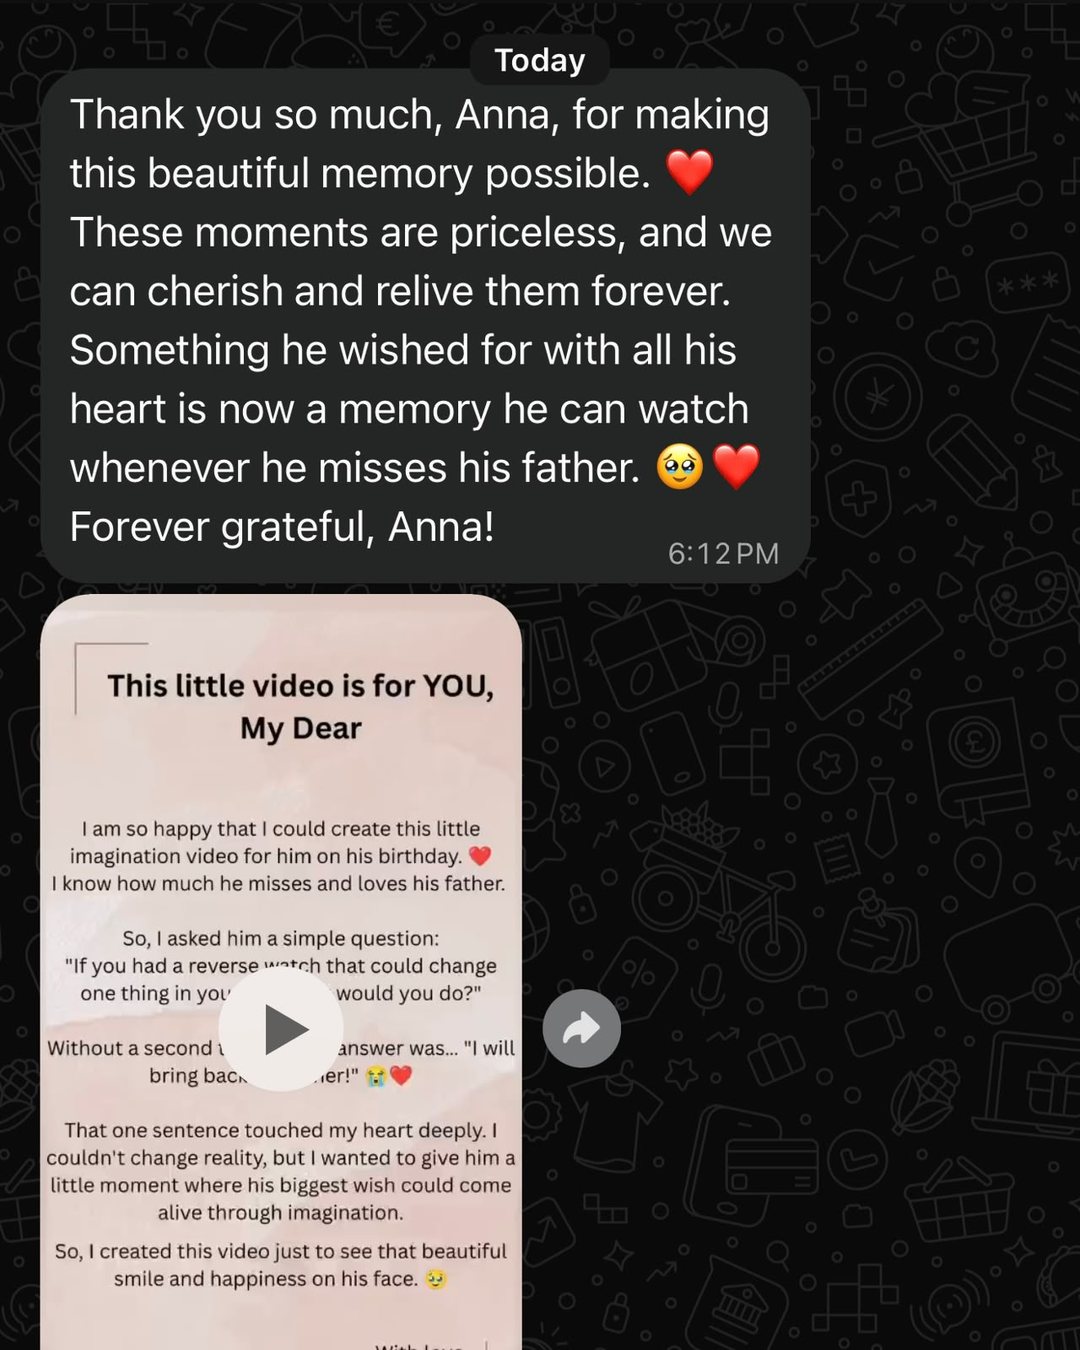 Today
Thank you so much, Anna, for making
this beautiful memory possible. ❤️
These moments are priceless, and we
can cherish and relive them forever.
Something he wished for with all his
heart is now a memory he can watch
whenever he misses his father. 🥹❤️
Forever grateful, Anna!
6:12 PM
This little video is for YOU,
My Dear
I am so happy that I could create this little
imagination video for him on his birthday. ❤️
I know how much he misses and loves his father.
So, I asked him a simple question:
"If you had a reverse watch that could change
one thing in would you do?"
Without a second answer was... "I will
bring 😭❤️
That one sentence touched my heart deeply. I
couldn't change reality, but I wanted to give him a
little moment where his biggest wish could come
alive through imagination.
So, I created this video just to see that beautiful
smile and happiness on his face. 🥹